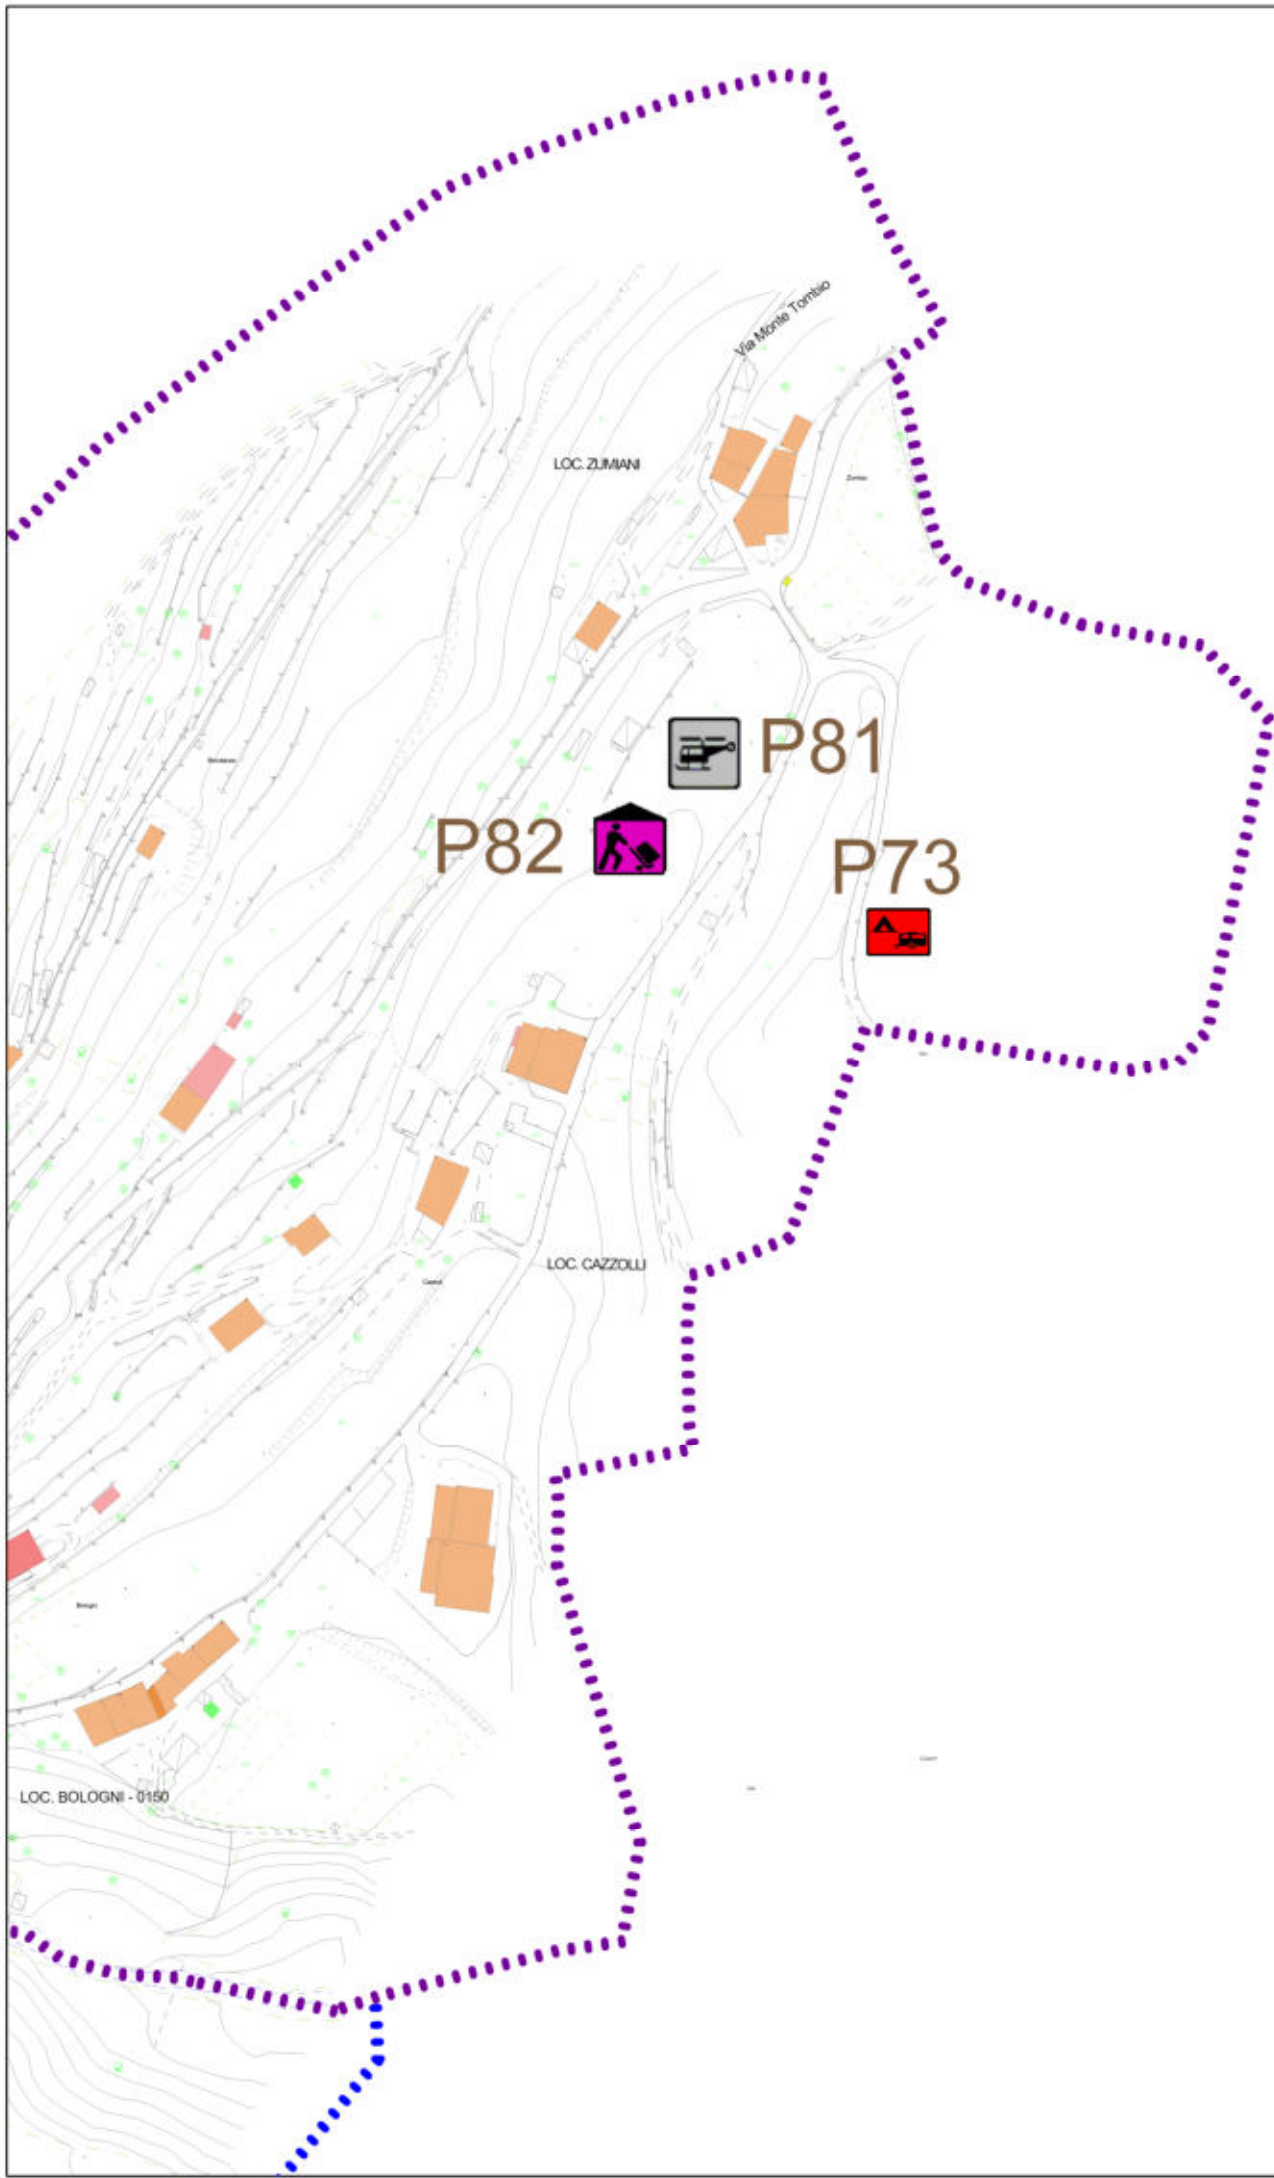 Via Monte Tombio
LOC. ZUMIANI
P81
P82
P73
LOC. CAZZOLLI
LOC. BOLOGNI - 0150